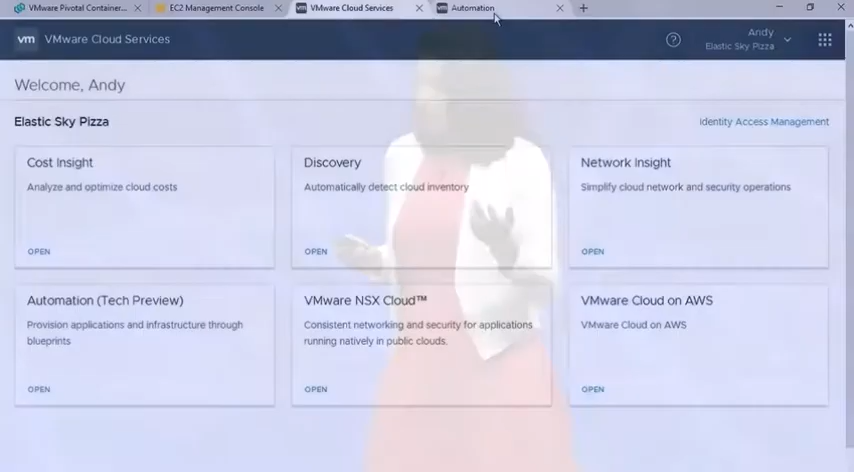 VMware Pivotal Container...
EC2 Management Console
VMware Cloud Services
Automation
vm VMware Cloud Services
Andy
Elastic Sky Pizza
Welcome, Andy
Elastic Sky Pizza
Identity Access Management
Cost Insight
Analyze and optimize cloud costs
OPEN
Discovery
Automatically detect cloud inventory
OPEN
Network Insight
Simplify cloud network and security operations
OPEN
Automation (Tech Preview)
Provision applications and infrastructure through
blueprints
OPEN
VMware NSX Cloud™
Consistent networking and security for applications
running natively in public clouds.
OPEN
VMware Cloud on AWS
VMware Cloud on AWS
OPEN